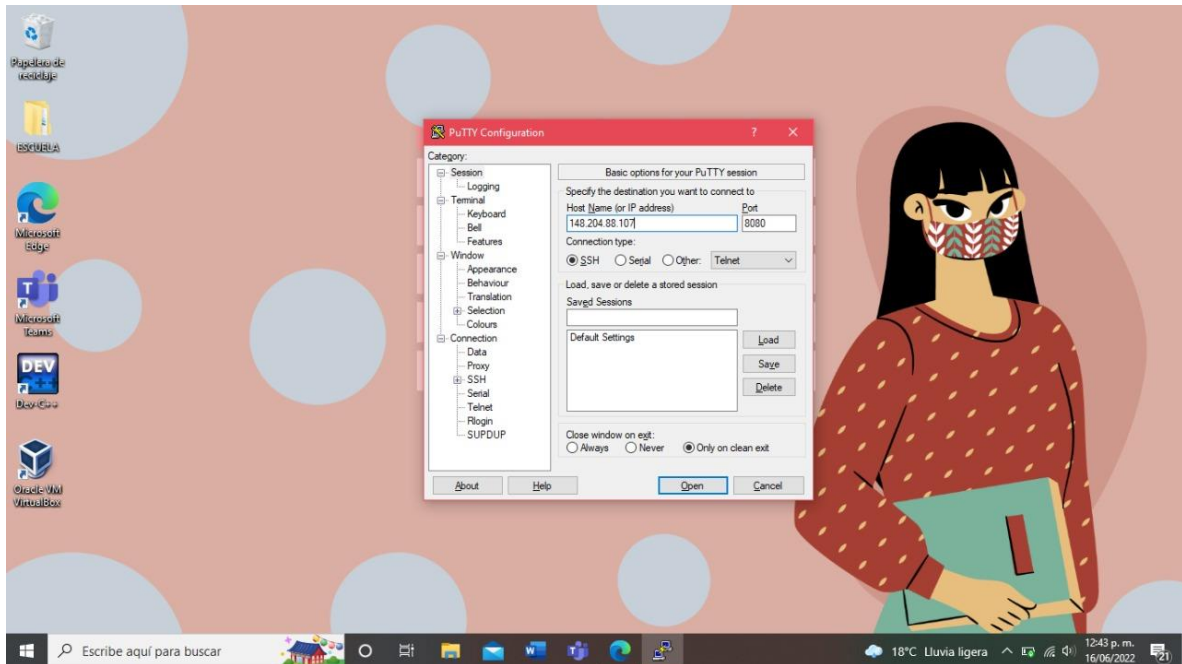 Papelera de
reciclaje
ESCUELA
Microsoft
Edge
Microsoft
Teams
DEV
C++
Dev-C++
Oracle VM
VirtualBox
PuTTY Configuration
? ×
Category:
Session
Logging
Terminal
Keyboard
Bell
Features
Window
Appearance
Behaviour
Translation
Selection
Colours
Connection
Data
Proxy
SSH
Serial
Telnet
Rlogin
SUPDUP
Basic options for your PuTTY session
Specify the destination you want to connect to
Host Name (or IP address) Port
148.204.88.107 8080
Connection type:
SSH Serial Other: Telnet
Load, save or delete a stored session
Saved Sessions
Default Settings
Load
Save
Delete
Close window on exit:
Always Never Only on clean exit
About Help Open Cancel
Escribe aquí para buscar
18°C Lluvia ligera
12:43 p. m.
16/06/2022
21